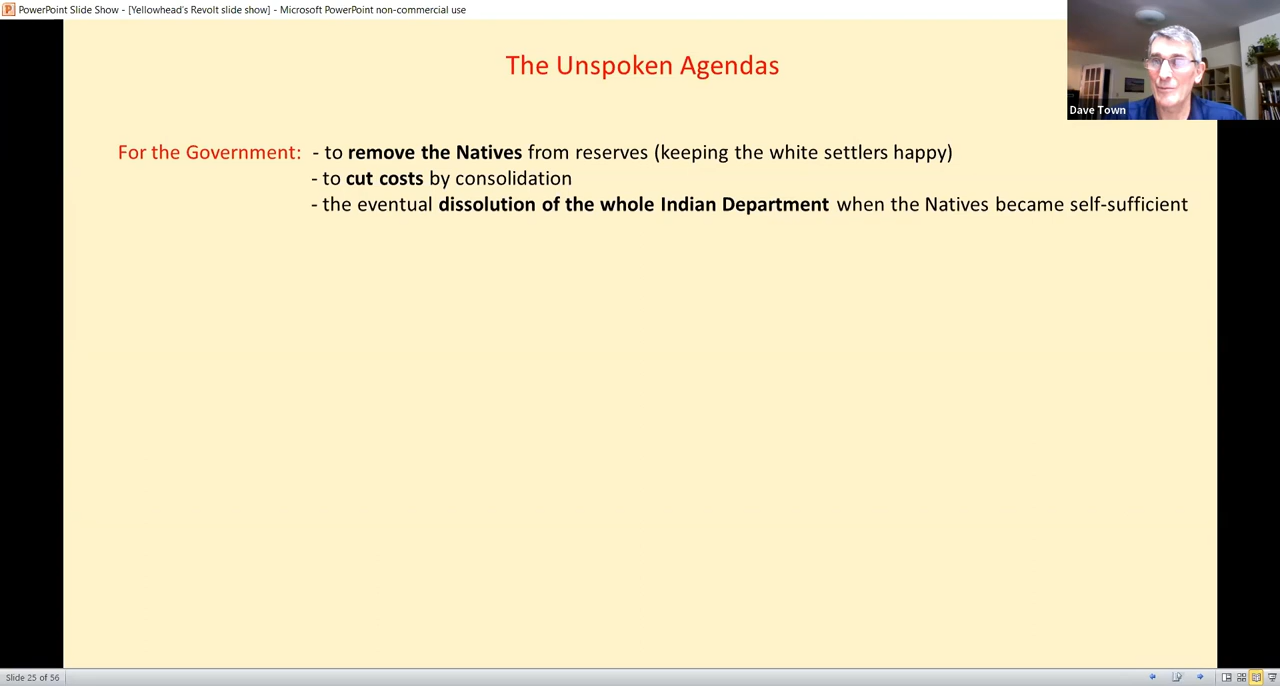 PowerPoint Slide Show - [Yellowhead's Revolt slide show] - Microsoft PowerPoint non-commercial use
The Unspoken Agendas
Dave Town
For the Government: - to remove the Natives from reserves (keeping the white settlers happy)
- to cut costs by consolidation
- the eventual dissolution of the whole Indian Department when the Natives became self-sufficient
Slide 25 of 56